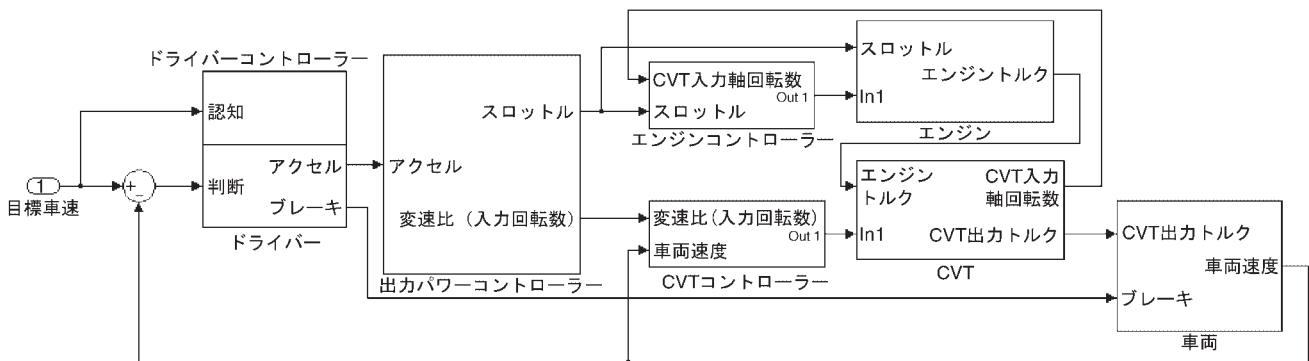 1
目標車速
+
−
ドライバーコントローラー
認知
判断
アクセル
ブレーキ
ドライバー
アクセル
スロットル
変速比（入力回転数）
出力パワーコントローラー
CVT入力軸回転数
Out 1
スロットル
エンジンコントローラー
スロットル
エンジントルク
In1
エンジン
変速比(入力回転数)
Out 1
車両速度
CVTコントローラー
エンジン
トルク
CVT入力
軸回転数
In1
CVT出力トルク
CVT
CVT出力トルク
車両速度
ブレーキ
車両